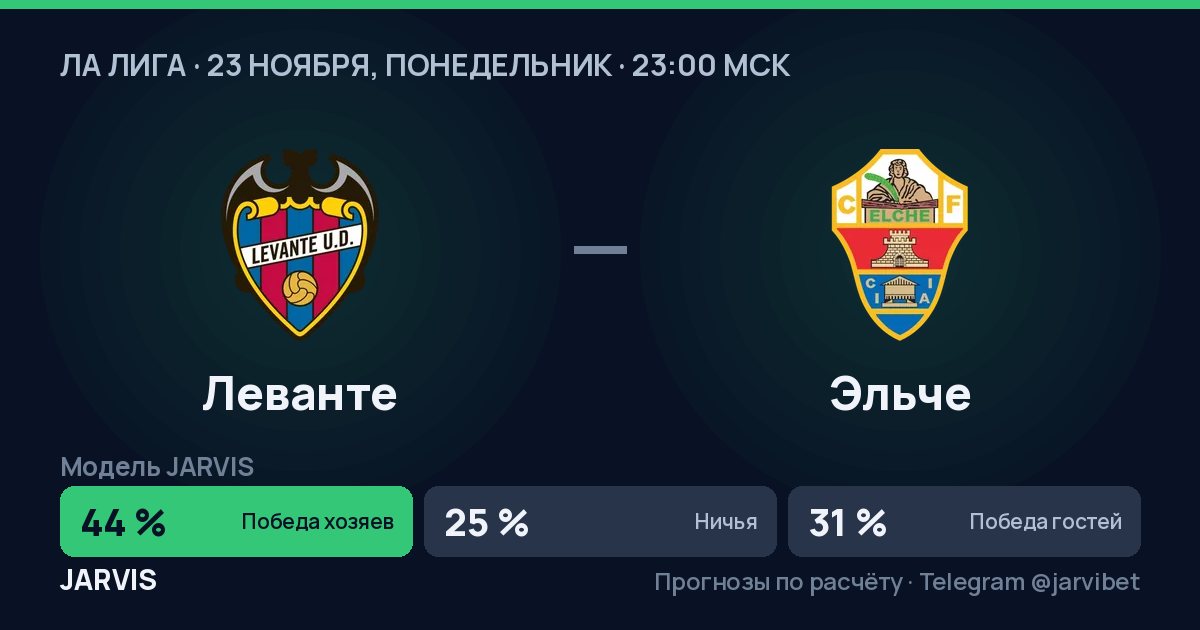 ЛА ЛИГА · 23 НОЯБРЯ, ПОНЕДЕЛЬНИК · 23:00 МСК
LEVANTE U.D.
C F
ELCHE
C I
I A
Леванте
Эльче
Модель JARVIS
44 % Победа хозяев
25 % Ничья
31 % Победа гостей
JARVIS
Прогнозы по расчёту · Telegram @jarvibet